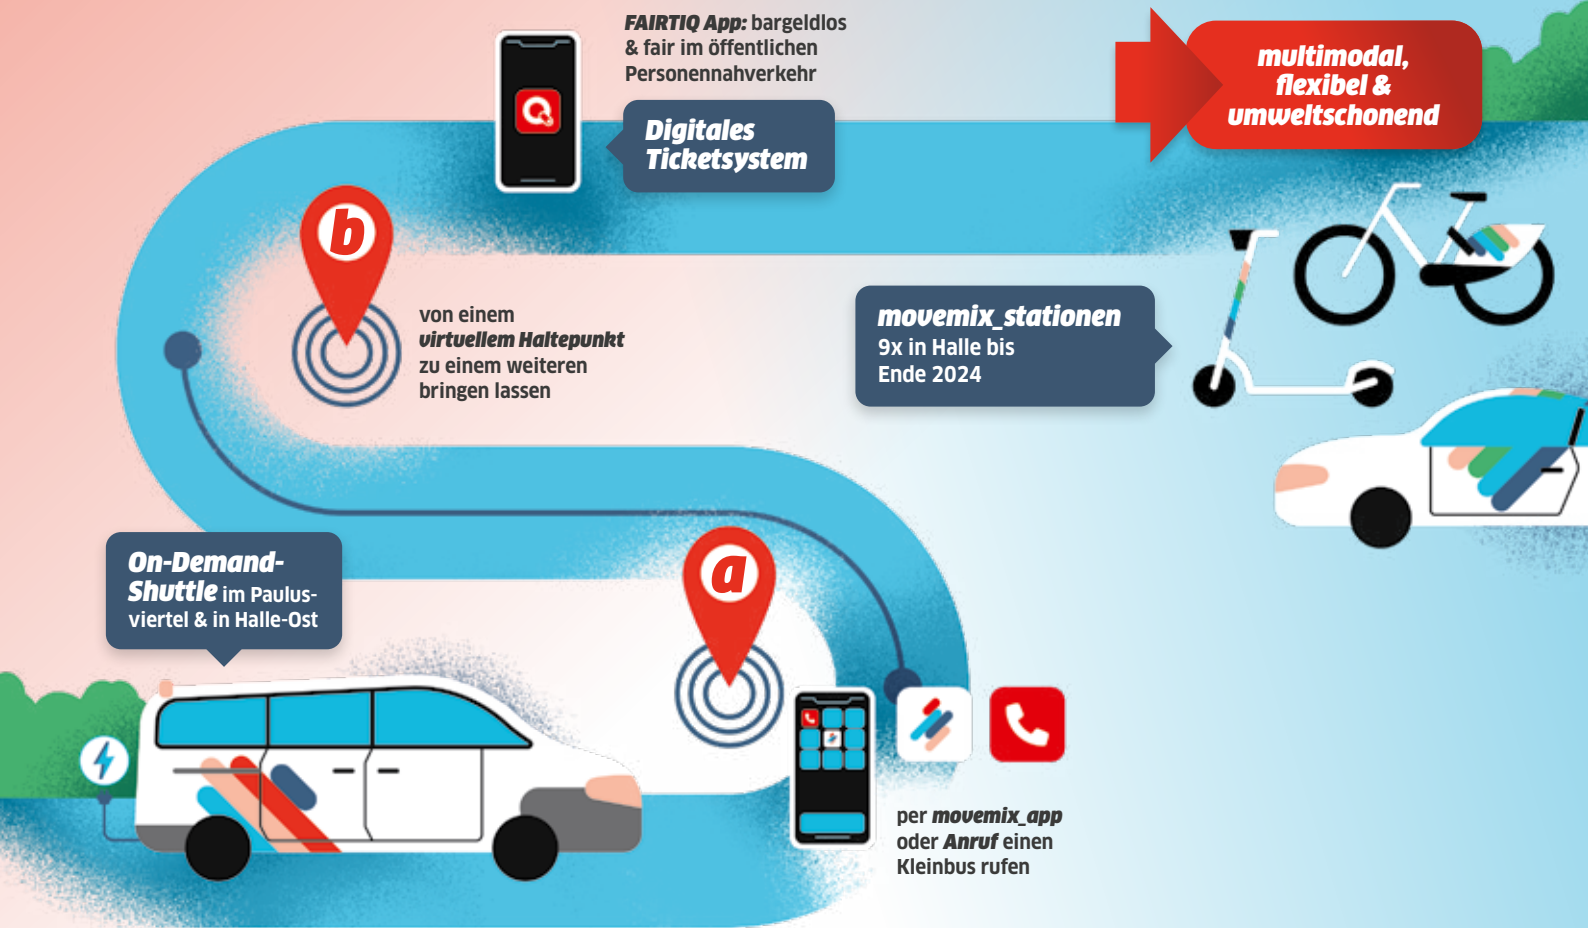 FAIRTIQ App: bargeldlos
& fair im öffentlichen
Personennahverkehr
Digitales
Ticketsystem
multimodal,
flexibel &
umweltschonend
b
von einem
virtuellem Haltepunkt
zu einem weiteren
bringen lassen
movemix_stationen
9x in Halle bis
Ende 2024
On-Demand-
Shuttle im Paulus-
viertel & in Halle-Ost
a
per movemix_app
oder Anruf einen
Kleinbus rufen